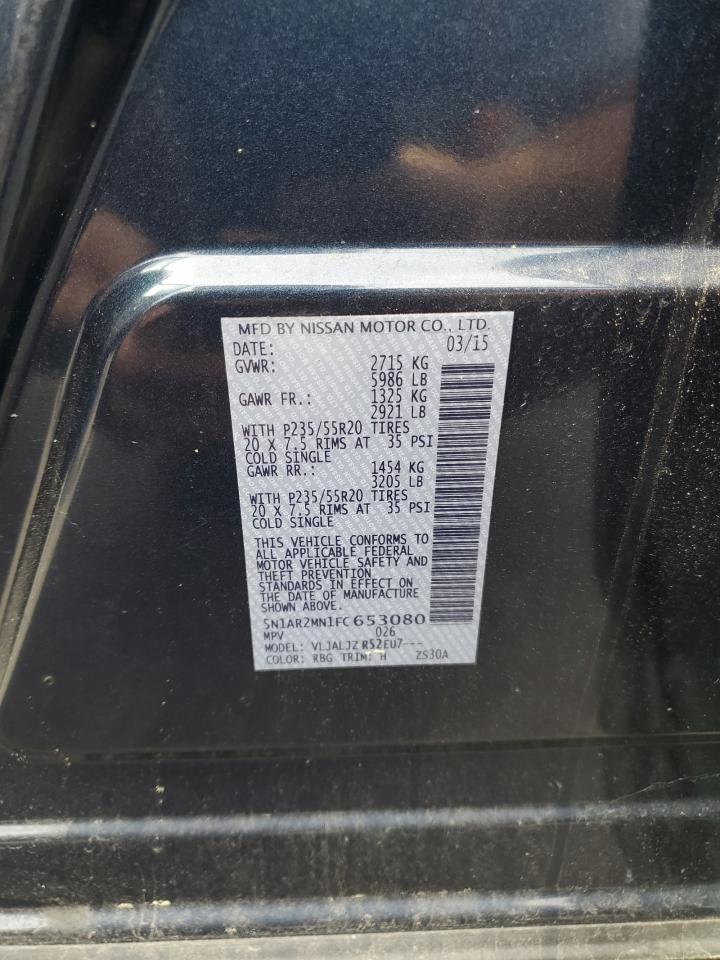 MFD BY NISSAN MOTOR CO., LTD.
DATE: 03/15
GVWR: 2715 KG
5986 LB
GAWR FR.: 1325 KG
2921 LB
WITH P235/55R20 TIRES
20 X 7.5 RIMS AT 35 PSI
COLD SINGLE
GAWR RR.: 1454 KG
3205 LB
WITH P235/55R20 TIRES
20 X 7.5 RIMS AT 35 PSI
COLD SINGLE
THIS VEHICLE CONFORMS TO
ALL APPLICABLE FEDERAL
MOTOR VEHICLE SAFETY AND
THEFT PREVENTION
STANDARDS IN EFFECT ON
THE DATE OF MANUFACTURE
SHOWN ABOVE.
5N1AR2MN1FC653080
MPV 026
MODEL: VLJALJZ R52EU7---
COLOR: RBG TRIM: H ZS30A